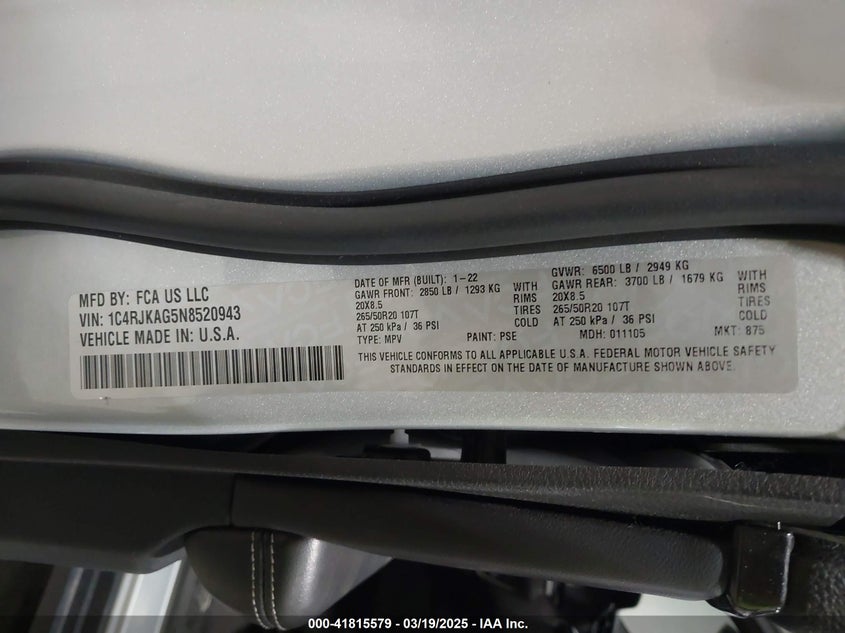 MFD BY: FCA US LLC
VIN: 1C4RJKAG5N8520943
VEHICLE MADE IN: U.S.A.
DATE OF MFR (BUILT): 1-22
GAWR FRONT: 2850 LB / 1293 KG WITH
20X8.5 RIMS
265/50R20 107T TIRES
AT 250 kPa / 36 PSI COLD
TYPE: MPV PAINT: PSE
GVWR: 6500 LB / 2949 KG
GAWR REAR: 3700 LB / 1679 KG WITH
20X8.5 RIMS
265/50R20 107T TIRES
AT 250 kPa / 36 PSI COLD
MDH: 011105 MKT: 875
THIS VEHICLE CONFORMS TO ALL APPLICABLE U.S.A. FEDERAL MOTOR VEHICLE SAFETY
STANDARDS IN EFFECT ON THE DATE OF MANUFACTURE SHOWN ABOVE.
000-41815579 - 03/19/2025 - IAA Inc.